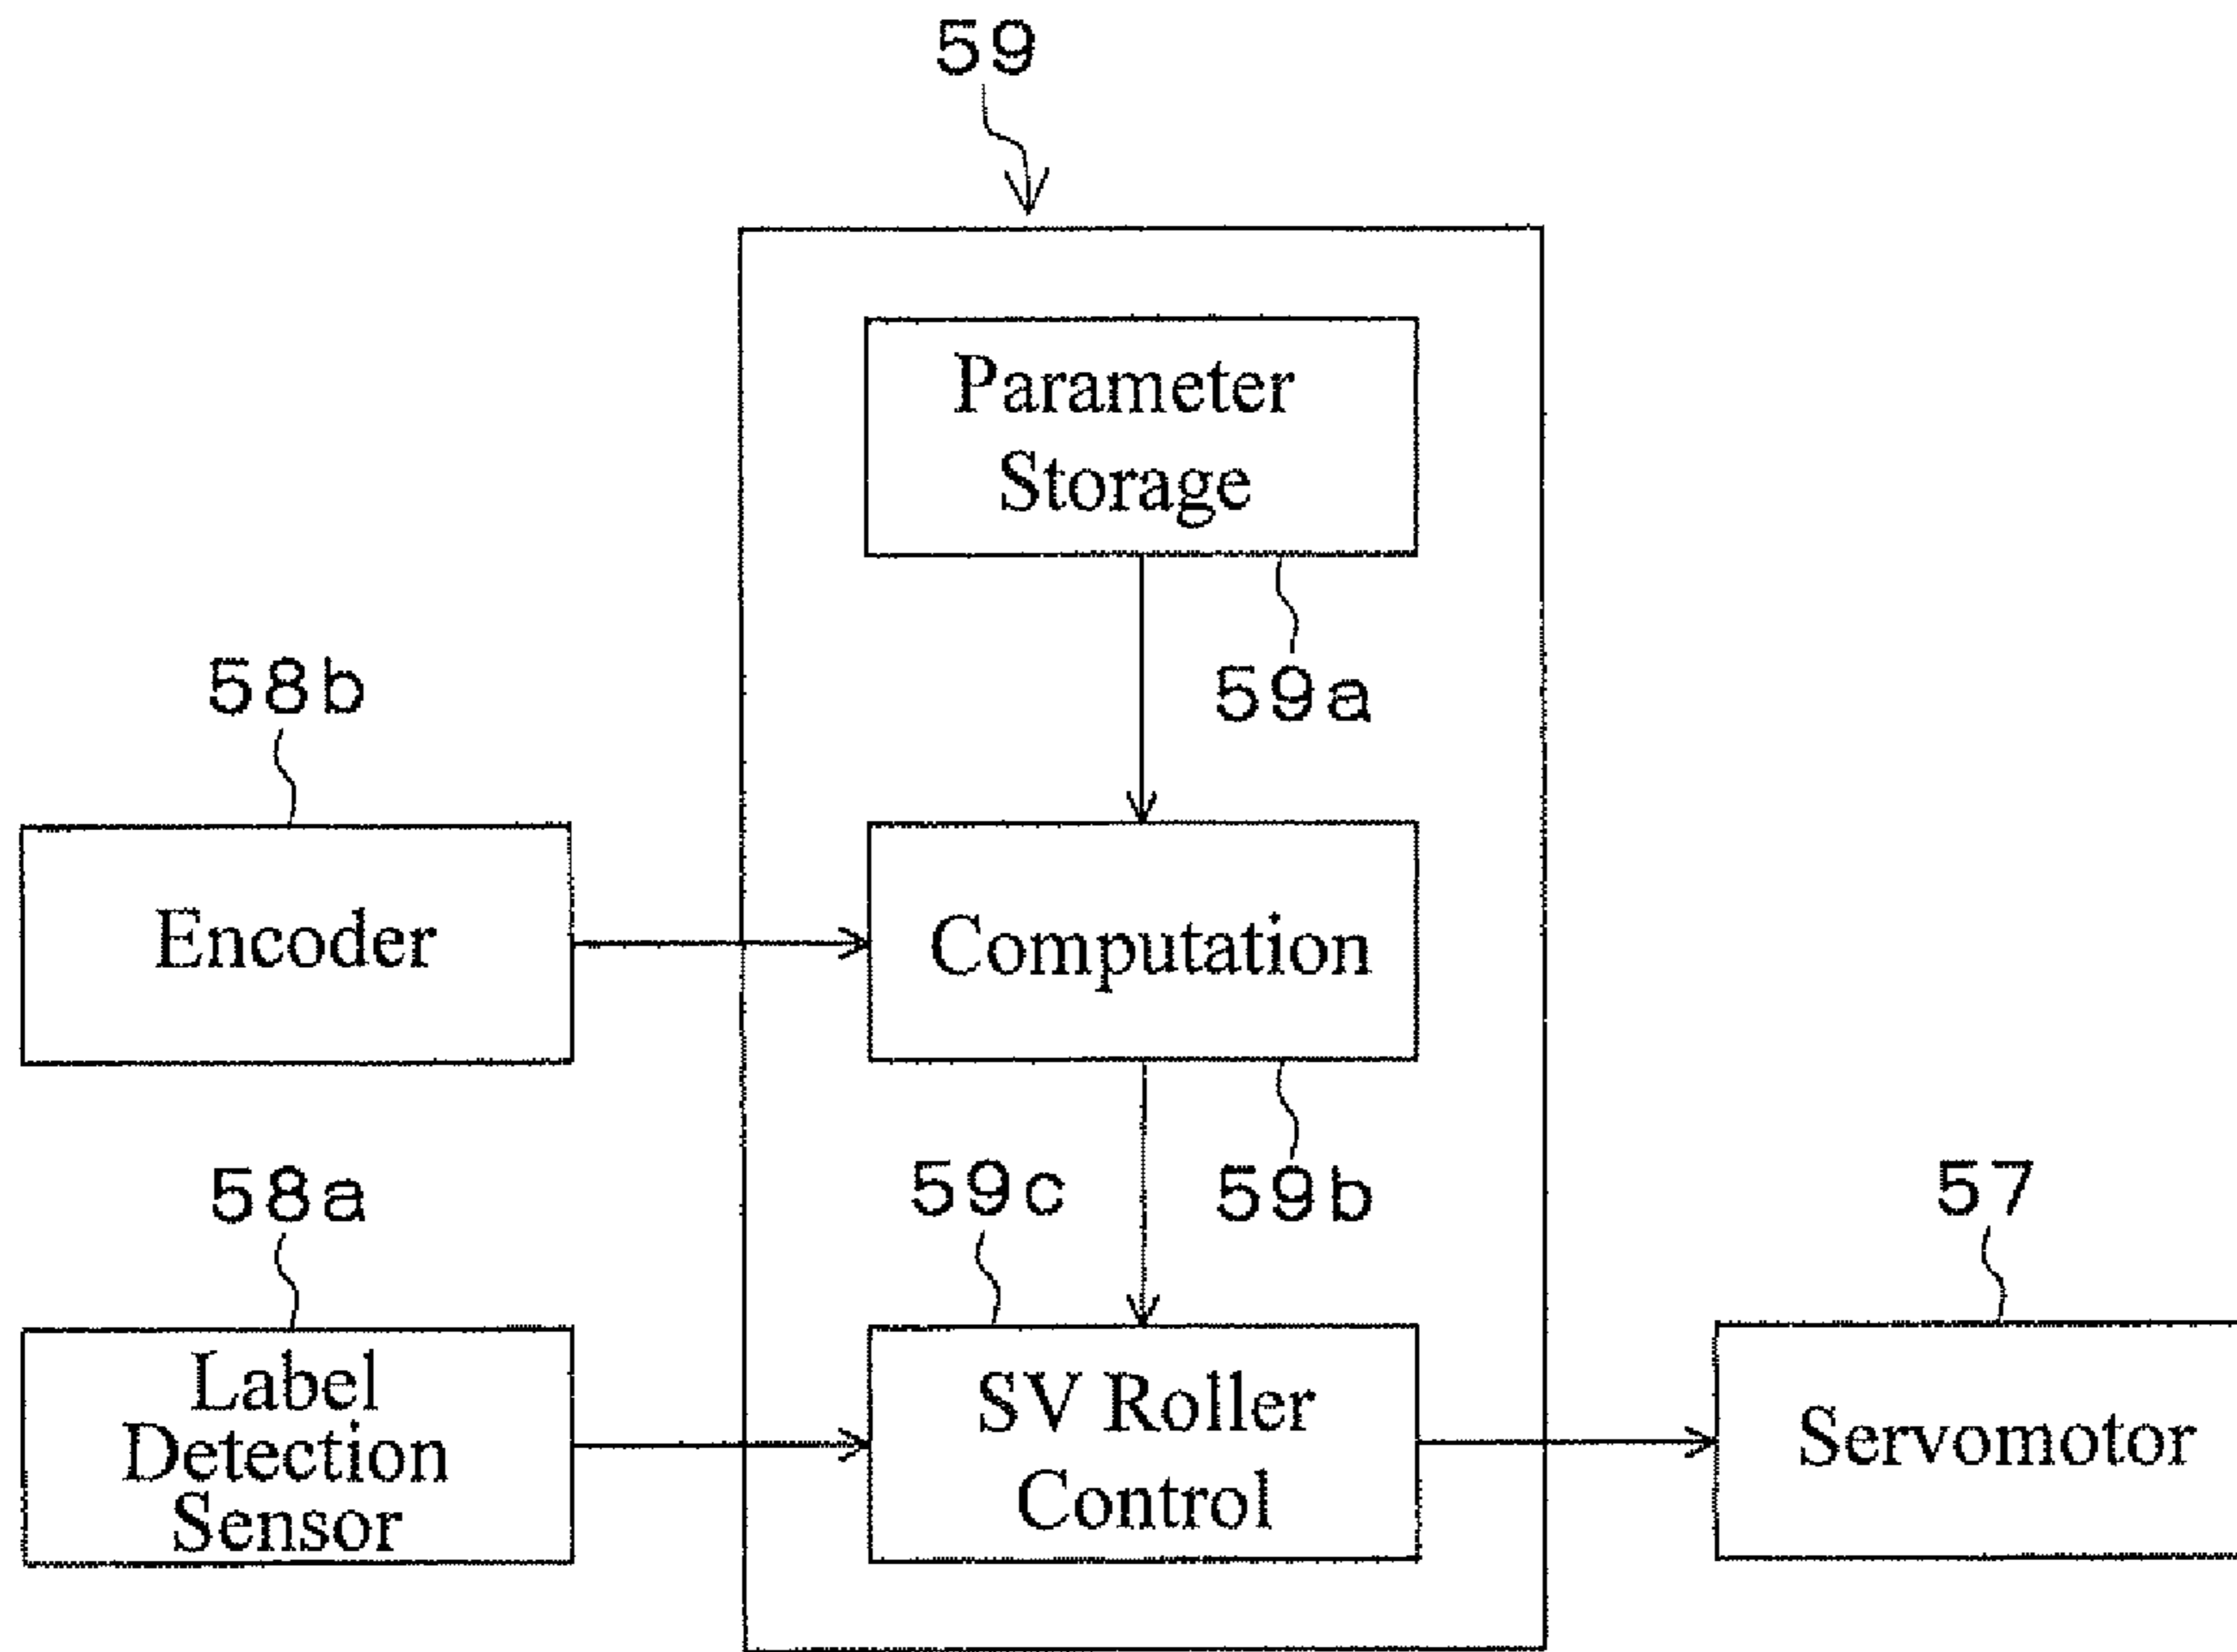 59
Parameter
Storage
59a
58b
Encoder
Computation
59b
58a
59c
57
Label
Detection
Sensor
SV Roller
Control
Servomotor